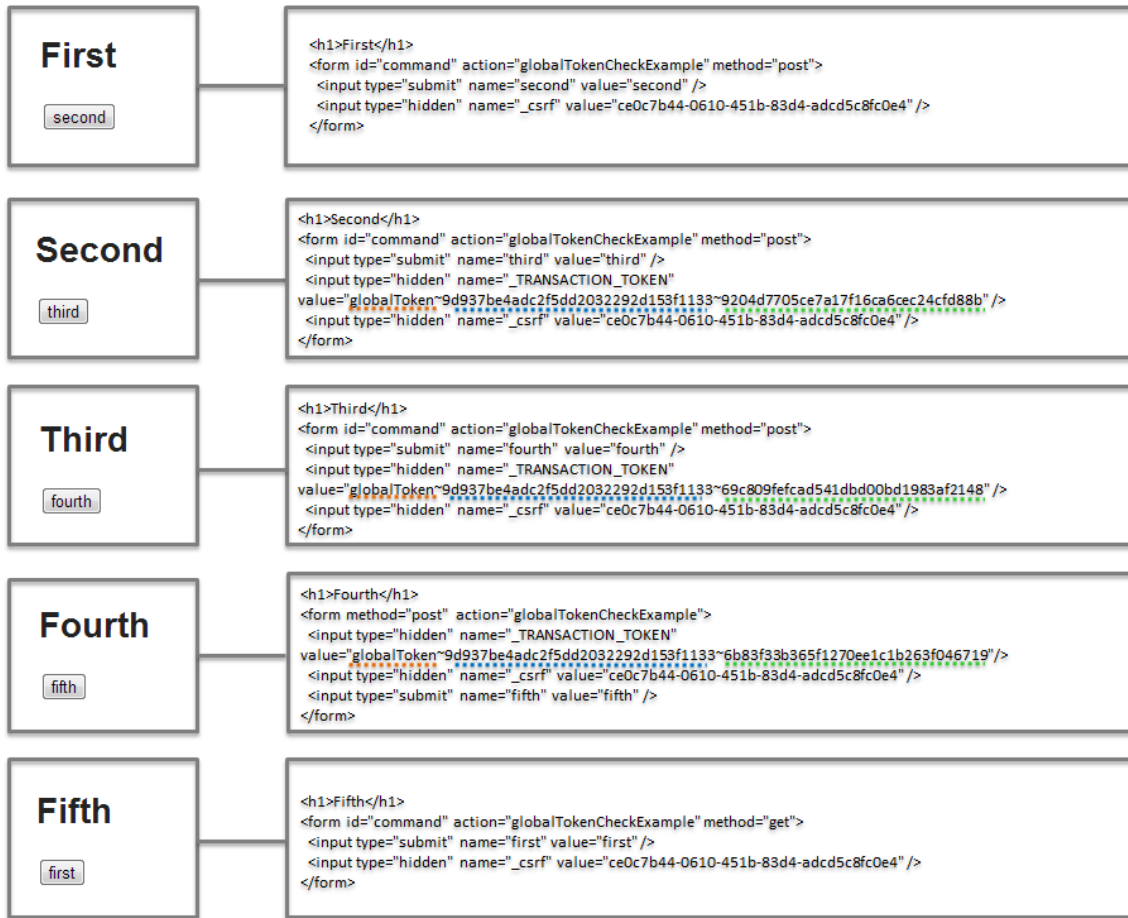 First
second
<h1>First</h1>
<form id="command" action="globalTokenCheckExample" method="post">
<input type="submit" name="second" value="second" />
<input type="hidden" name="_csrf" value="ce0c7b44-0610-451b-83d4-adcd5c8fc0e4" />
</form>
Second
third
<h1>Second</h1>
<form id="command" action="globalTokenCheckExample" method="post">
<input type="submit" name="third" value="third" />
<input type="hidden" name="_TRANSACTION_TOKEN"
value="globalToken~9d937be4adc2f5dd2032292d153f1133~9204d7705ce7a17f16ca6cec24cfd88b" />
<input type="hidden" name="_csrf" value="ce0c7b44-0610-451b-83d4-adcd5c8fc0e4" />
</form>
Third
fourth
<h1>Third</h1>
<form id="command" action="globalTokenCheckExample" method="post">
<input type="submit" name="fourth" value="fourth" />
<input type="hidden" name="_TRANSACTION_TOKEN"
value="globalToken~9d937be4adc2f5dd2032292d153f1133~69c809fefcad541dbd00bd1983af2148" />
<input type="hidden" name="_csrf" value="ce0c7b44-0610-451b-83d4-adcd5c8fc0e4" />
</form>
Fourth
fifth
<h1>Fourth</h1>
<form method="post" action="globalTokenCheckExample">
<input type="hidden" name="_TRANSACTION_TOKEN"
value="globalToken~9d937be4adc2f5dd2032292d153f1133~6b83f33b365f1270ee1c1b263f046719"/>
<input type="hidden" name="_csrf" value="ce0c7b44-0610-451b-83d4-adcd5c8fc0e4" />
<input type="submit" name="fifth" value="fifth" />
</form>
Fifth
first
<h1>Fifth</h1>
<form id="command" action="globalTokenCheckExample" method="get">
<input type="submit" name="first" value="first" />
<input type="hidden" name="_csrf" value="ce0c7b44-0610-451b-83d4-adcd5c8fc0e4" />
</form>